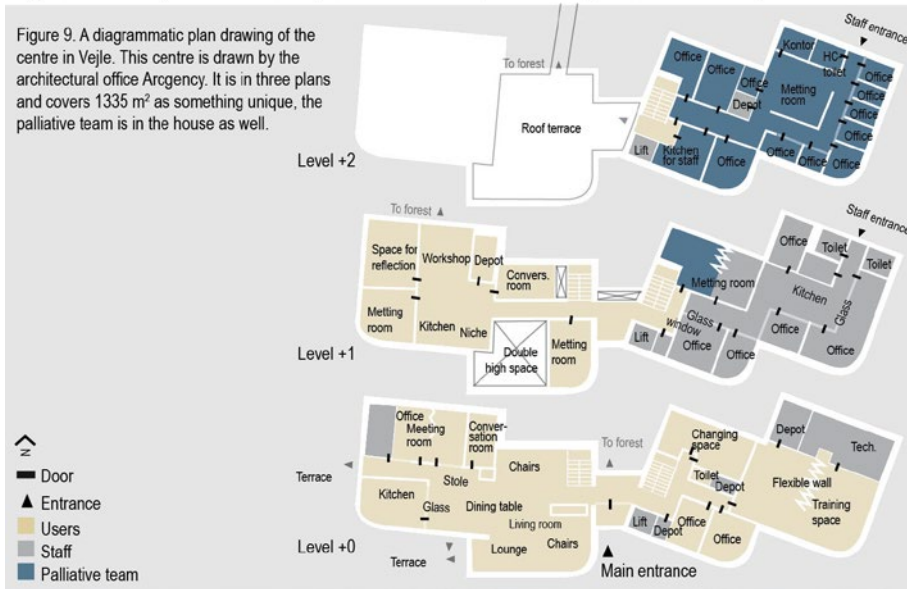 Figure 9. A diagrammatic plan drawing of the
centre in Vejle. This centre is drawn by the
architectural office Arcgency. It is in three plans
and covers 1335 m² as something unique, the
palliative team is in the house as well.
Level +2
To forest
Roof terrace
Staff entrance
Office
Office
Office
Depot
Kontor
HC
toilet
Metting
room
Office
Office
Office
Office
Office
Office
Office
Office
Lift
Kitchen
for staff
Level +1
To forest
Space for
reflection
Workshop
Depot
Convers.
room
Metting
room
Kitchen
Niche
Double
high space
Metting
room
Staff entrance
Office
Toilet
Toilet
Metting room
Kitchen
Glass
Glass
window
Lift
Office
Office
Office
Office
Level +0
Office
Meeting
room
Conver-
sation
room
Chairs
To forest
Terrace
Stole
Kitchen
Glass
Dining table
Living room
Lounge
Chairs
Terrace
Main entrance
Changing
space
Toilet
Depot
Depot
Tech.
Flexible wall
Training
space
Lift
Depot
Office
Office
N
Door
Entrance
Users
Staff
Palliative team